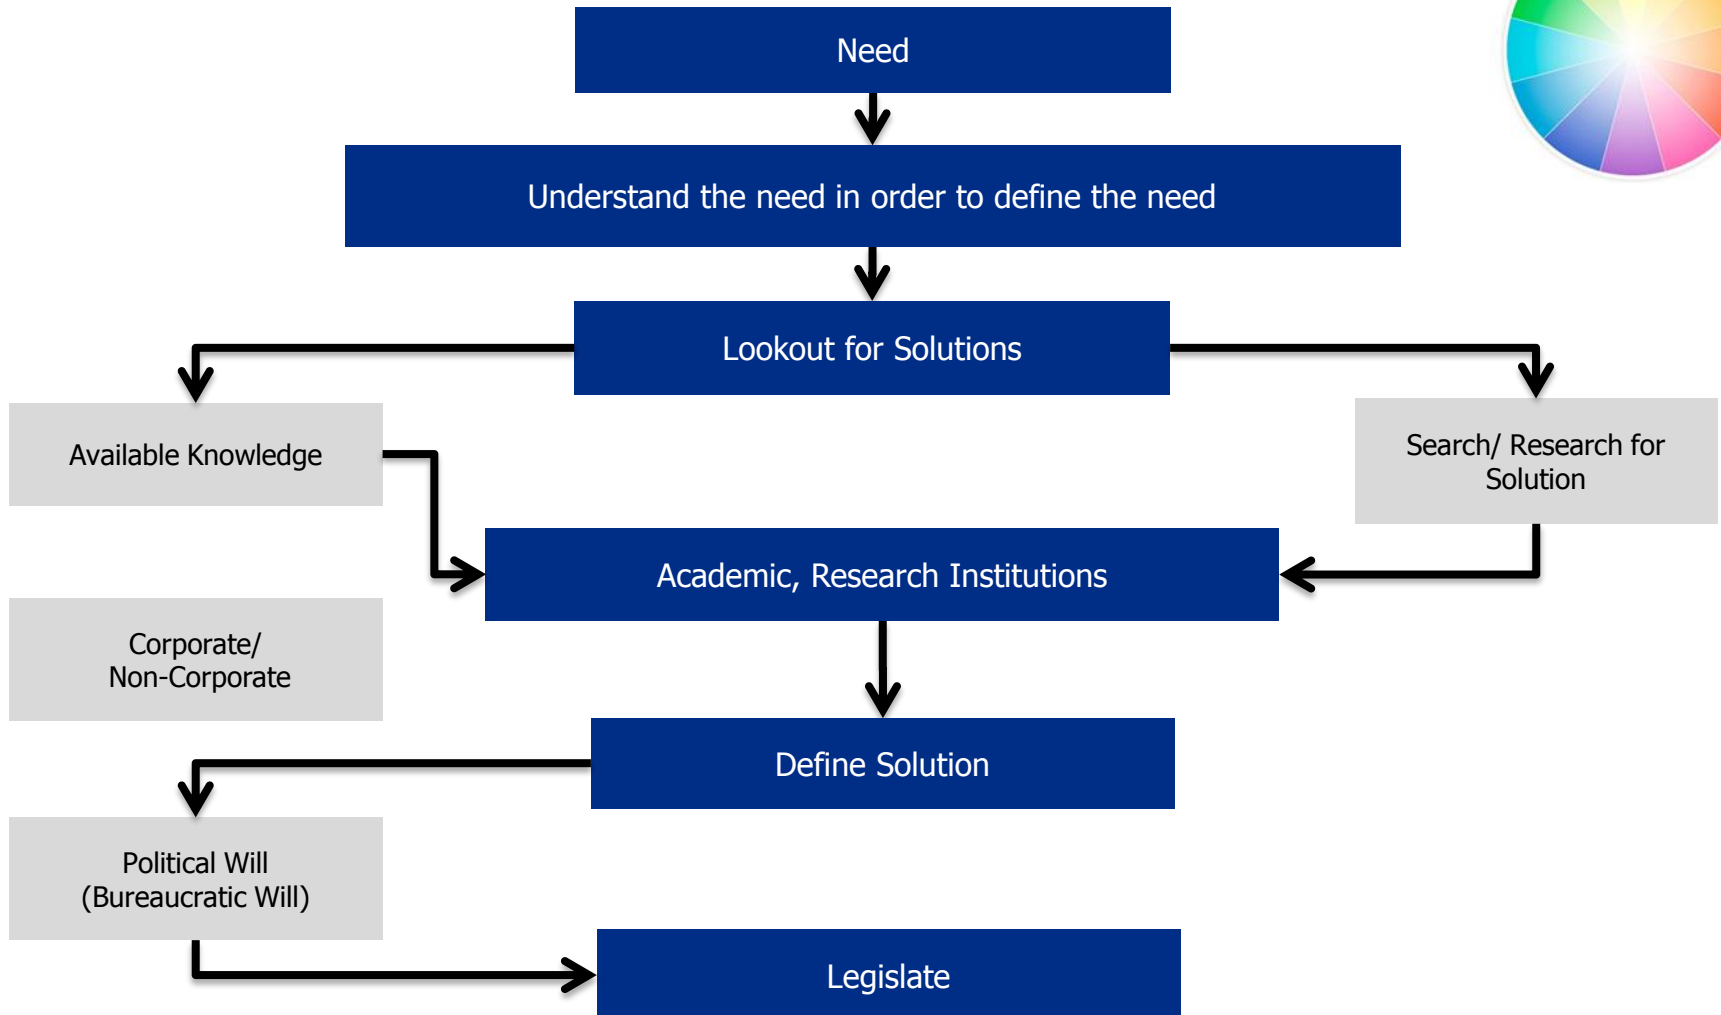 Need
Understand the need in order to define the need
Lookout for Solutions
Available Knowledge
Search/ Research for
Solution
Academic, Research Institutions
Corporate/
Non-Corporate
Define Solution
Political Will
(Bureaucratic Will)
Legislate